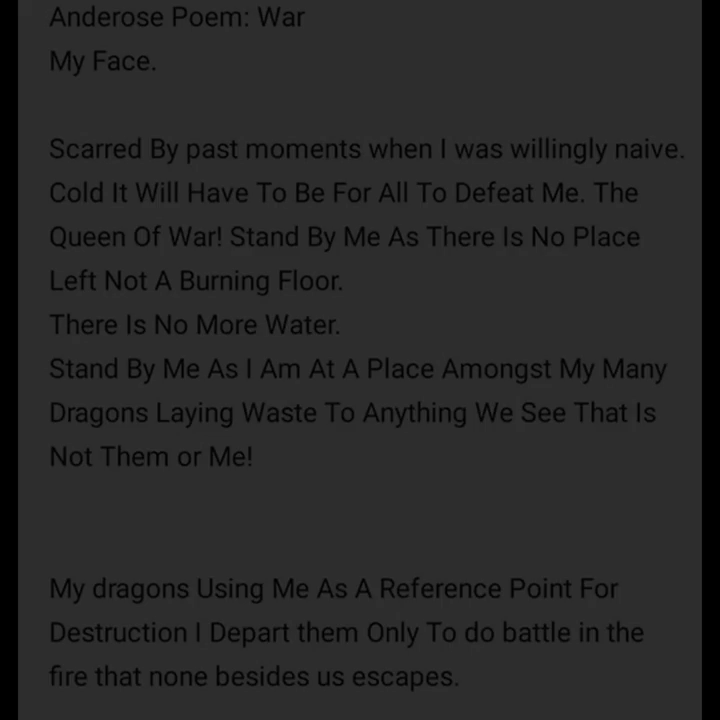 Anderose Poem: War
My Face.
Scarred By past moments when I was willingly naive.
Cold It Will Have To Be For All To Defeat Me. The
Queen Of War! Stand By Me As There Is No Place
Left Not A Burning Floor.
There Is No More Water.
Stand By Me As I Am At A Place Amongst My Many
Dragons Laying Waste To Anything We See That Is
Not Them or Me!
My dragons Using Me As A Reference Point For
Destruction I Depart them Only To do battle in the
fire that none besides us escapes.